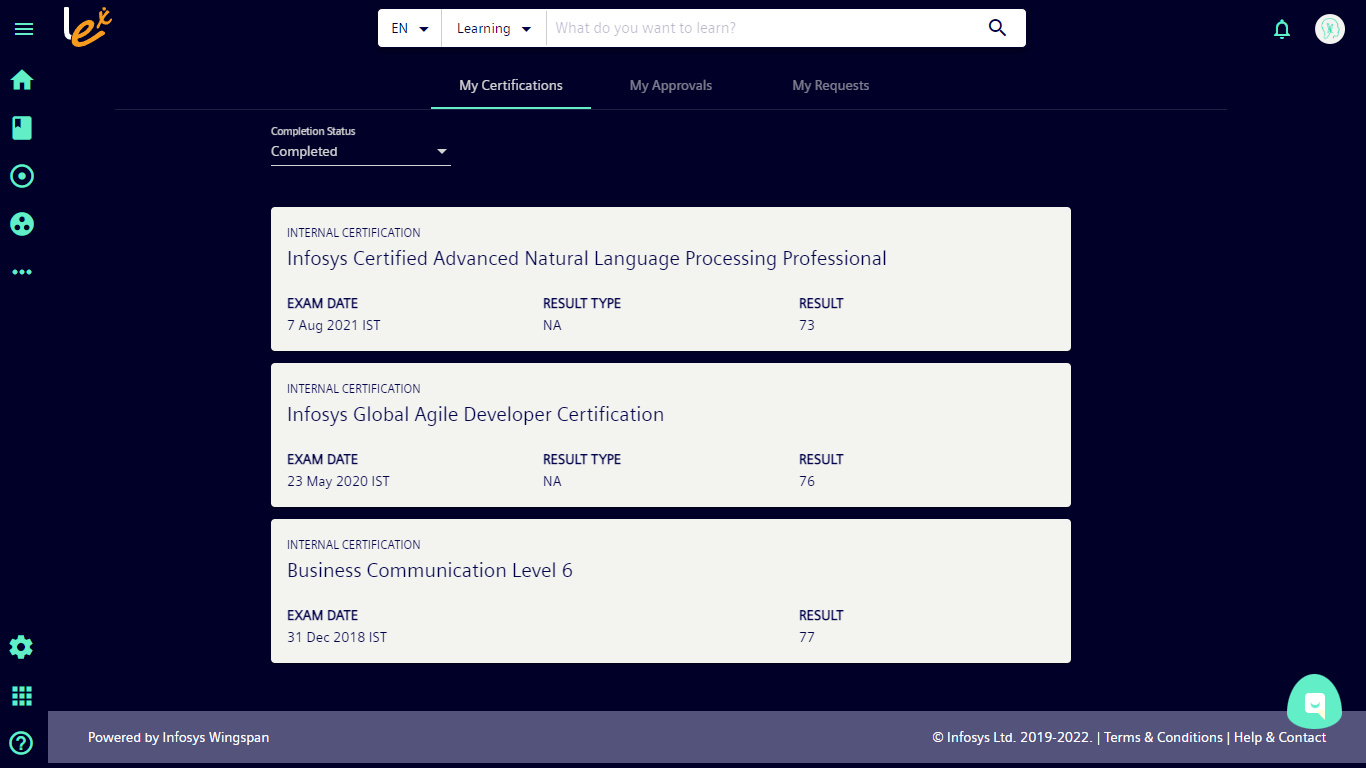 Lex
EN Learning What do you want to learn?
My Certifications My Approvals My Requests
Completion Status
Completed
INTERNAL CERTIFICATION
Infosys Certified Advanced Natural Language Processing Professional
EXAM DATE RESULT TYPE RESULT
7 Aug 2021 IST NA 73
INTERNAL CERTIFICATION
Infosys Global Agile Developer Certification
EXAM DATE RESULT TYPE RESULT
23 May 2020 IST NA 76
INTERNAL CERTIFICATION
Business Communication Level 6
EXAM DATE RESULT
31 Dec 2018 IST 77
Powered by Infosys Wingspan © Infosys Ltd. 2019-2022. | Terms & Conditions | Help & Contact